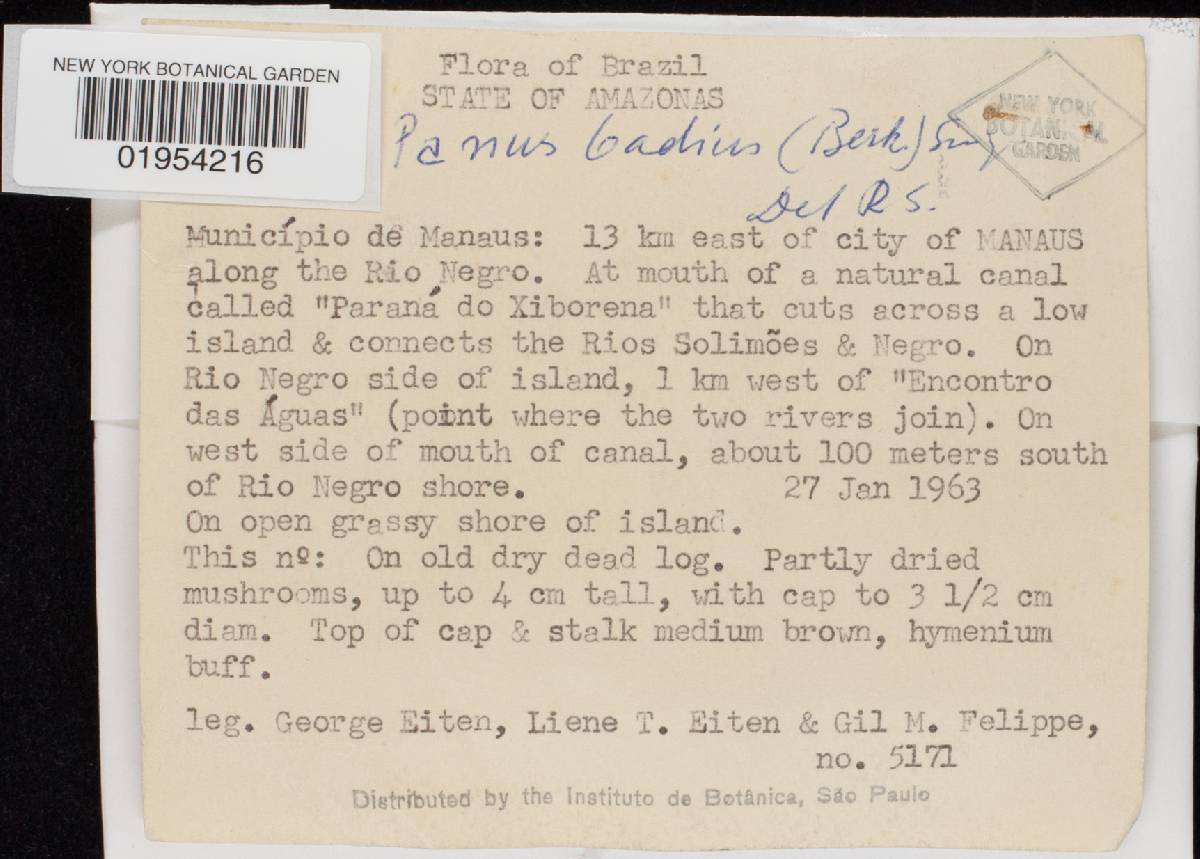 NEW YORK BOTANICAL GARDEN
01954216
Flora of Brazil
STATE OF AMAZONAS
NEW YORK
BOTANICAL
GARDEN
Panus badius (Berk.) Sing
Det R S.
Município de Manaus: 13 km east of city of MANAUS
along the Rio Negro. At mouth of a natural canal
called "Paraná do Xiborena" that cuts across a low
island & connects the Rios Solimões & Negro. On
Rio Negro side of island, 1 km west of "Encontro
das Águas" (point where the two rivers join). On
west side of mouth of canal, about 100 meters south
of Rio Negro shore. 27 Jan 1963
On open grassy shore of island.
This nº: On old dry dead log. Partly dried
mushrooms, up to 4 cm tall, with cap to 3 1/2 cm
diam. Top of cap & stalk medium brown, hymenium
buff.
leg. George Eiten, Liene T. Eiten & Gil M. Felippe,
no. 5171
Distributed by the Instituto de Botânica, São Paulo